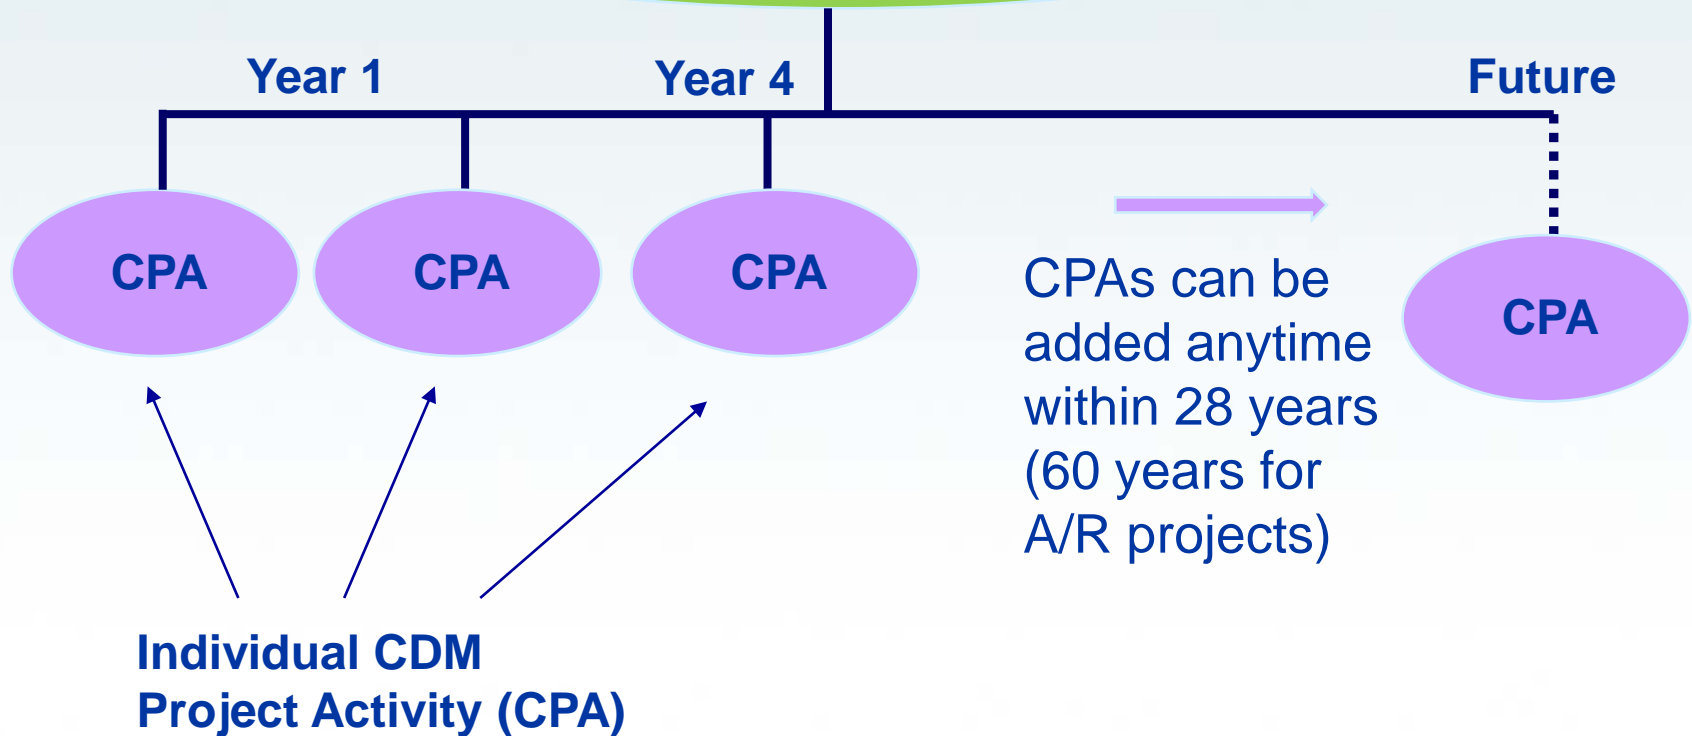 Year 1
Year 4
Future
CPA
CPA
CPA
CPA
CPAs can be
added anytime
within 28 years
(60 years for
A/R projects)
Individual CDM
Project Activity (CPA)